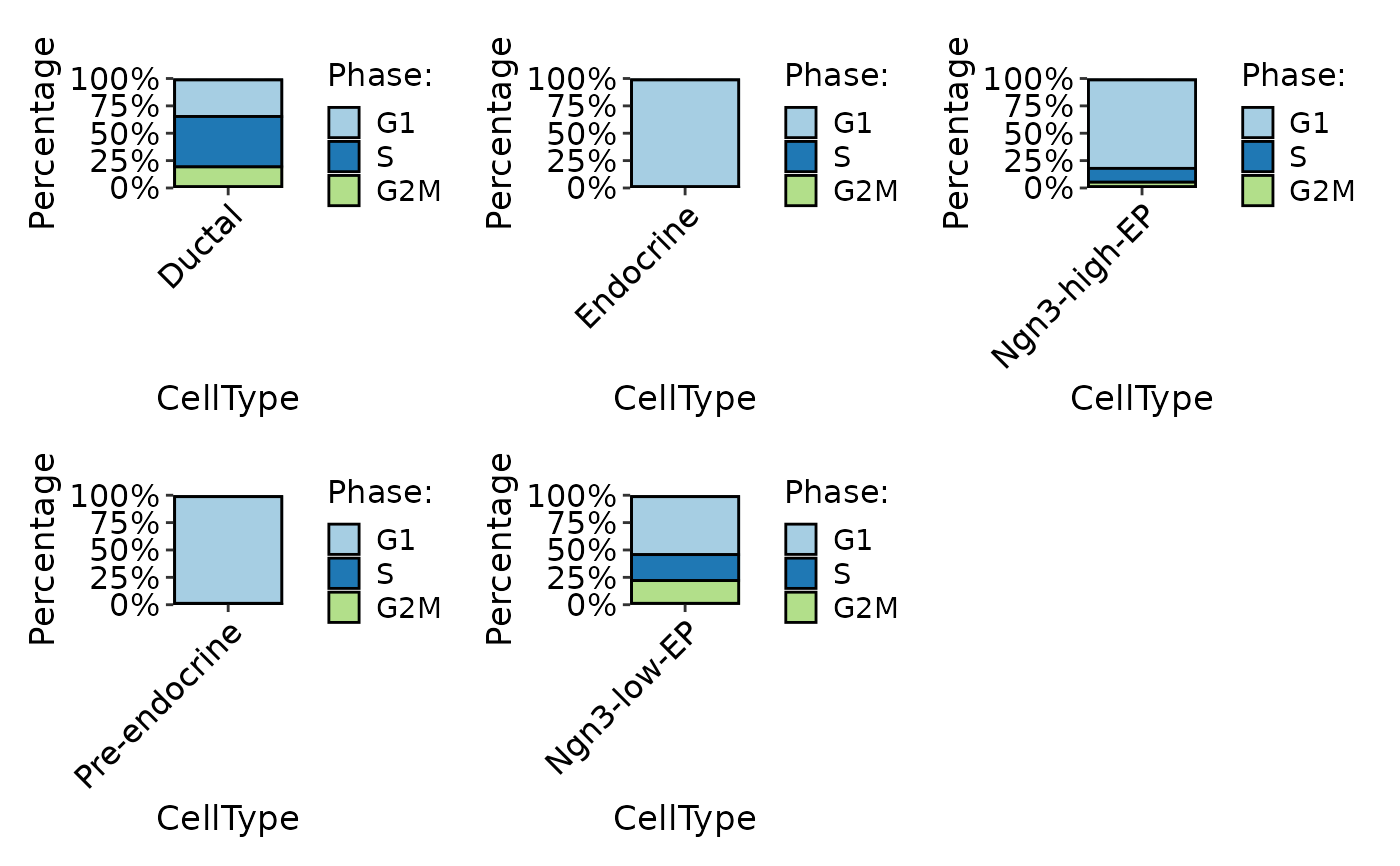 Percentage
100%
75%
50%
25%
0%
Ductal
CellType
Phase:
G1
S
G2M
Percentage
100%
75%
50%
25%
0%
Endocrine
CellType
Phase:
G1
S
G2M
Percentage
100%
75%
50%
25%
0%
Ngn3-high-EP
CellType
Phase:
G1
S
G2M
Percentage
100%
75%
50%
25%
0%
Pre-endocrine
CellType
Phase:
G1
S
G2M
Percentage
100%
75%
50%
25%
0%
Ngn3-low-EP
CellType
Phase:
G1
S
G2M